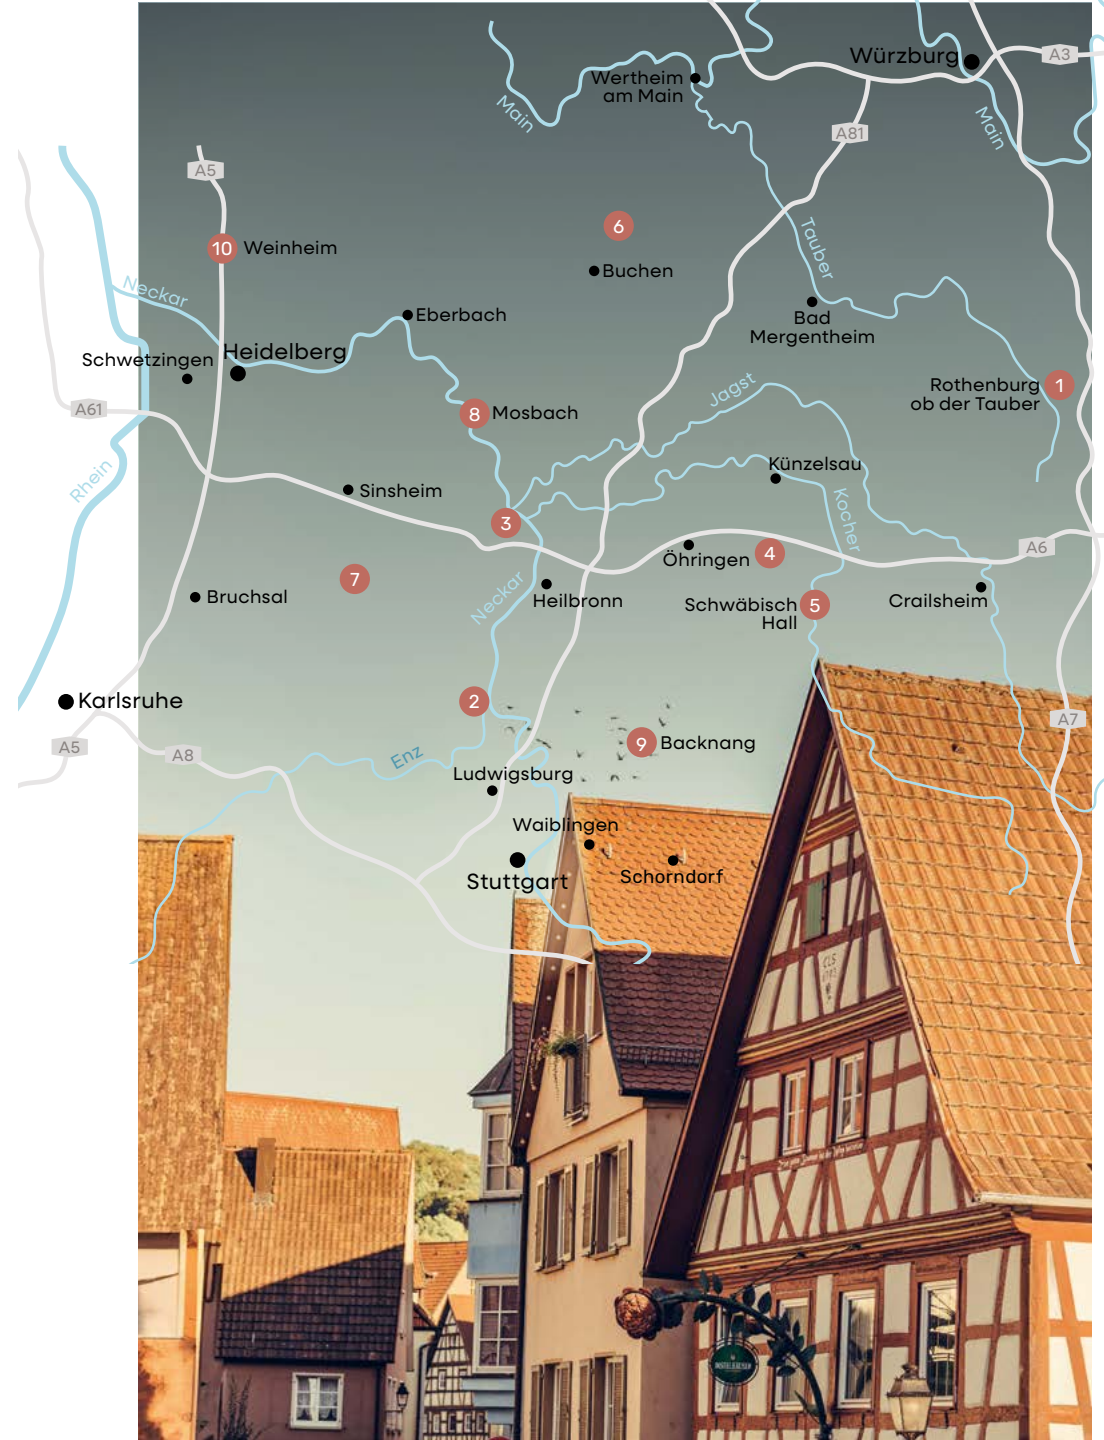 Würzburg
A3
Wertheim
am Main
Main
Main
A81
A5
6
Tauber
10 Weinheim
Buchen
Neckar
Bad
Mergentheim
Eberbach
Schwetzingen
Heidelberg
Rothenburg
ob der Tauber
1
Jagst
A61
8 Mosbach
Künzelsau
Rhein
Sinsheim
Kocher
3
A6
Öhringen
4
7
Neckar
Bruchsal
Heilbronn
Schwäbisch
Hall
5
Crailsheim
Karlsruhe
2
A7
A5
A8
Enz
9 Backnang
Ludwigsburg
Waiblingen
Stuttgart
Schorndorf
CLS